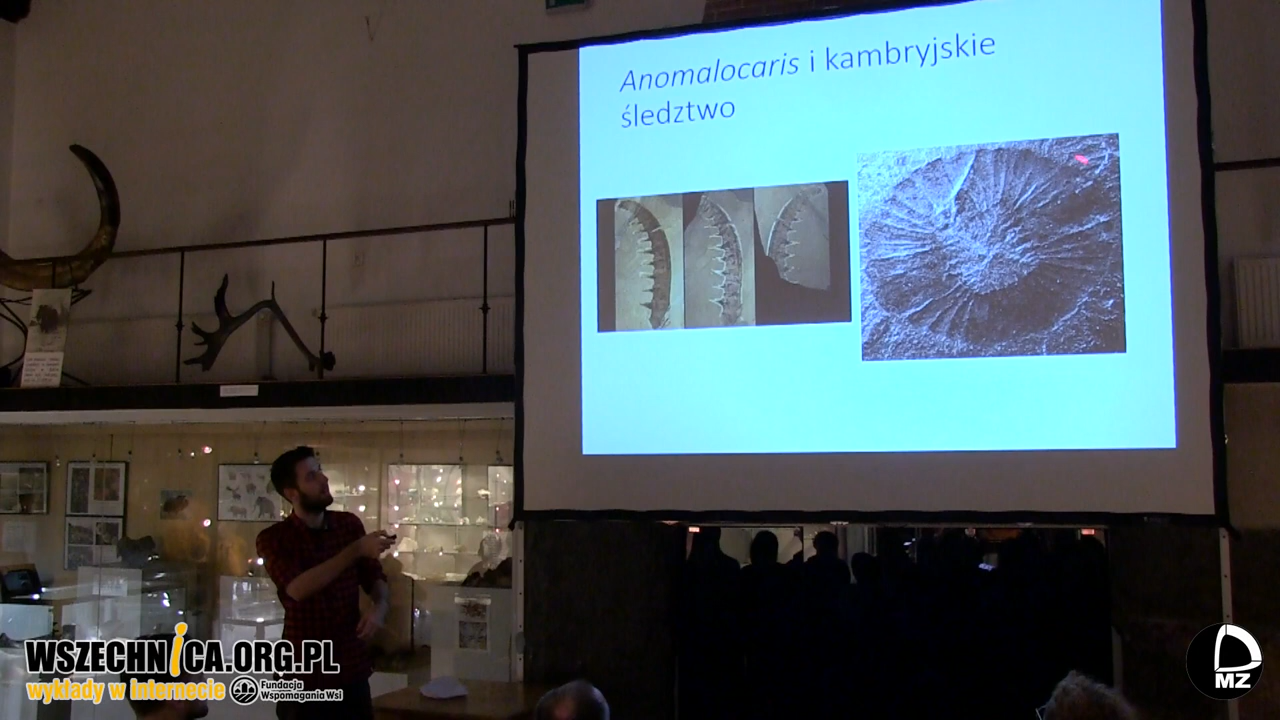 Anomalocaris i kambryjskie
śledztwo
WSZECHNICA.ORG.PL
wykłady w internecie
Fundacja
Wspomagania Wsi
MZ